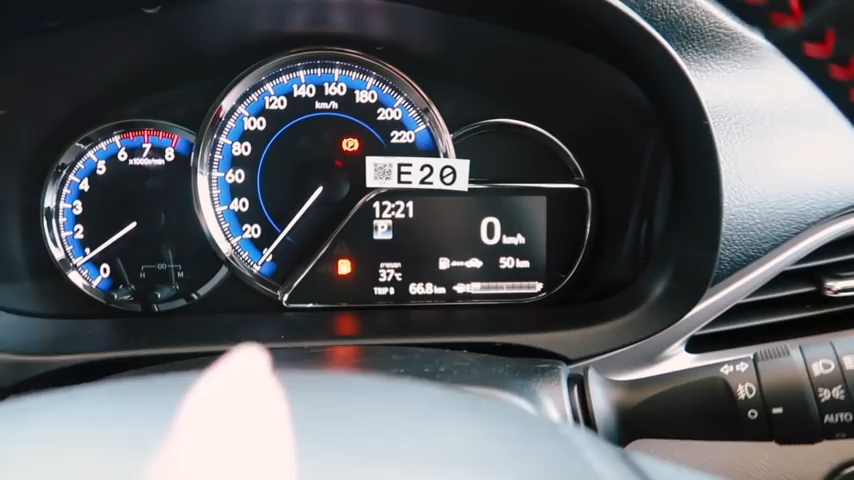 0 1 2 3 4 5 6 7 8
x1000r/min
0 20 40 60 80 100 120 140 160 180 200 220
km/h
E20
12:21
P
0 km/h
50 km
37°C
TRIP B 66.8 km
AUTO